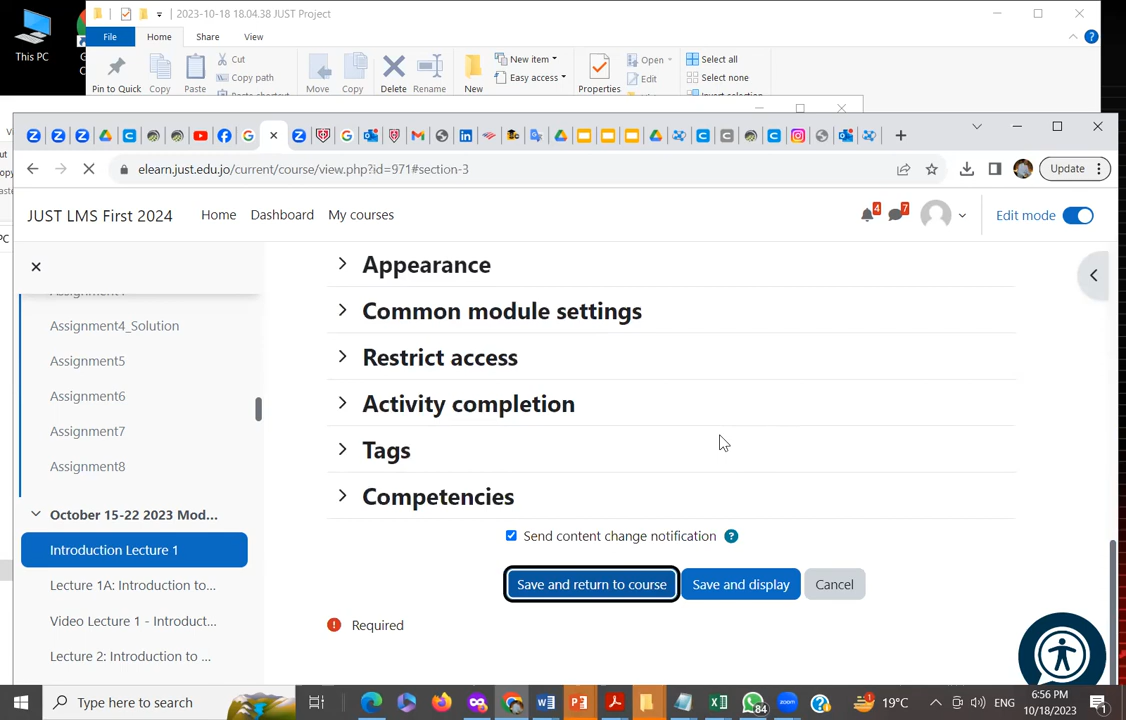 2023-10-18 18.04.38 JUST Project
This PC
File
Home
Share
View
Pin to Quick
Copy
Paste
Cut
Copy path
Move
Copy
Delete
Rename
New
New item
Easy access
Properties
Open
Edit
Select all
Select none
elearn.just.edu.jo/current/course/view.php?id=971#section-3
Update
JUST LMS First 2024
Home
Dashboard
My courses
4
7
Edit mode
Assignment4_Solution
Assignment5
Assignment6
Assignment7
Assignment8
October 15-22 2023 Mod...
Introduction Lecture 1
Lecture 1A: Introduction to...
Video Lecture 1 - Introduct...
Lecture 2: Introduction to ...
Appearance
Common module settings
Restrict access
Activity completion
Tags
Competencies
Send content change notification
Save and return to course
Save and display
Cancel
Required
Type here to search
84
zoom
19°C
ENG
6:56 PM
10/18/2023
1